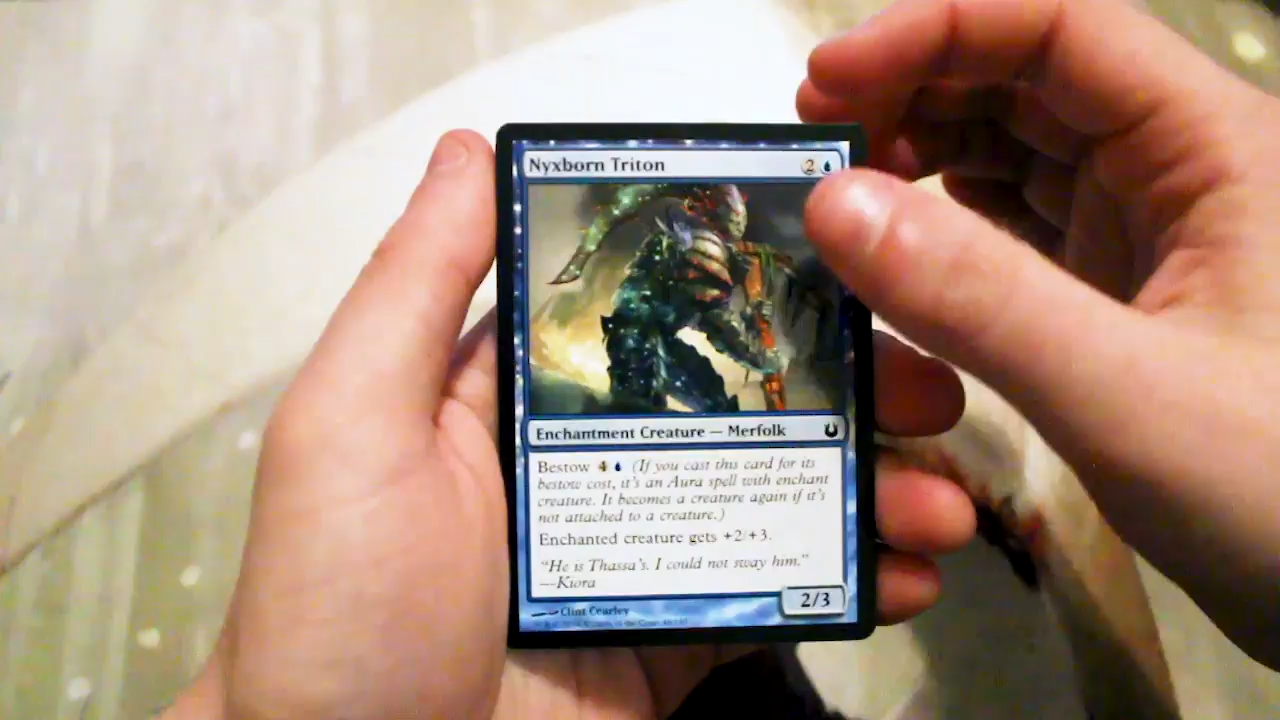 Nyxborn Triton 2
Enchantment Creature — Merfolk
Bestow 4 (If you cast this card for its
bestow cost, it's an Aura spell with enchant
creature. It becomes a creature again if it's
not attached to a creature.)
Enchanted creature gets +2/+3.
"He is Thassa's. I could not sway him."
—Kiora
2/3
Clint Cearley